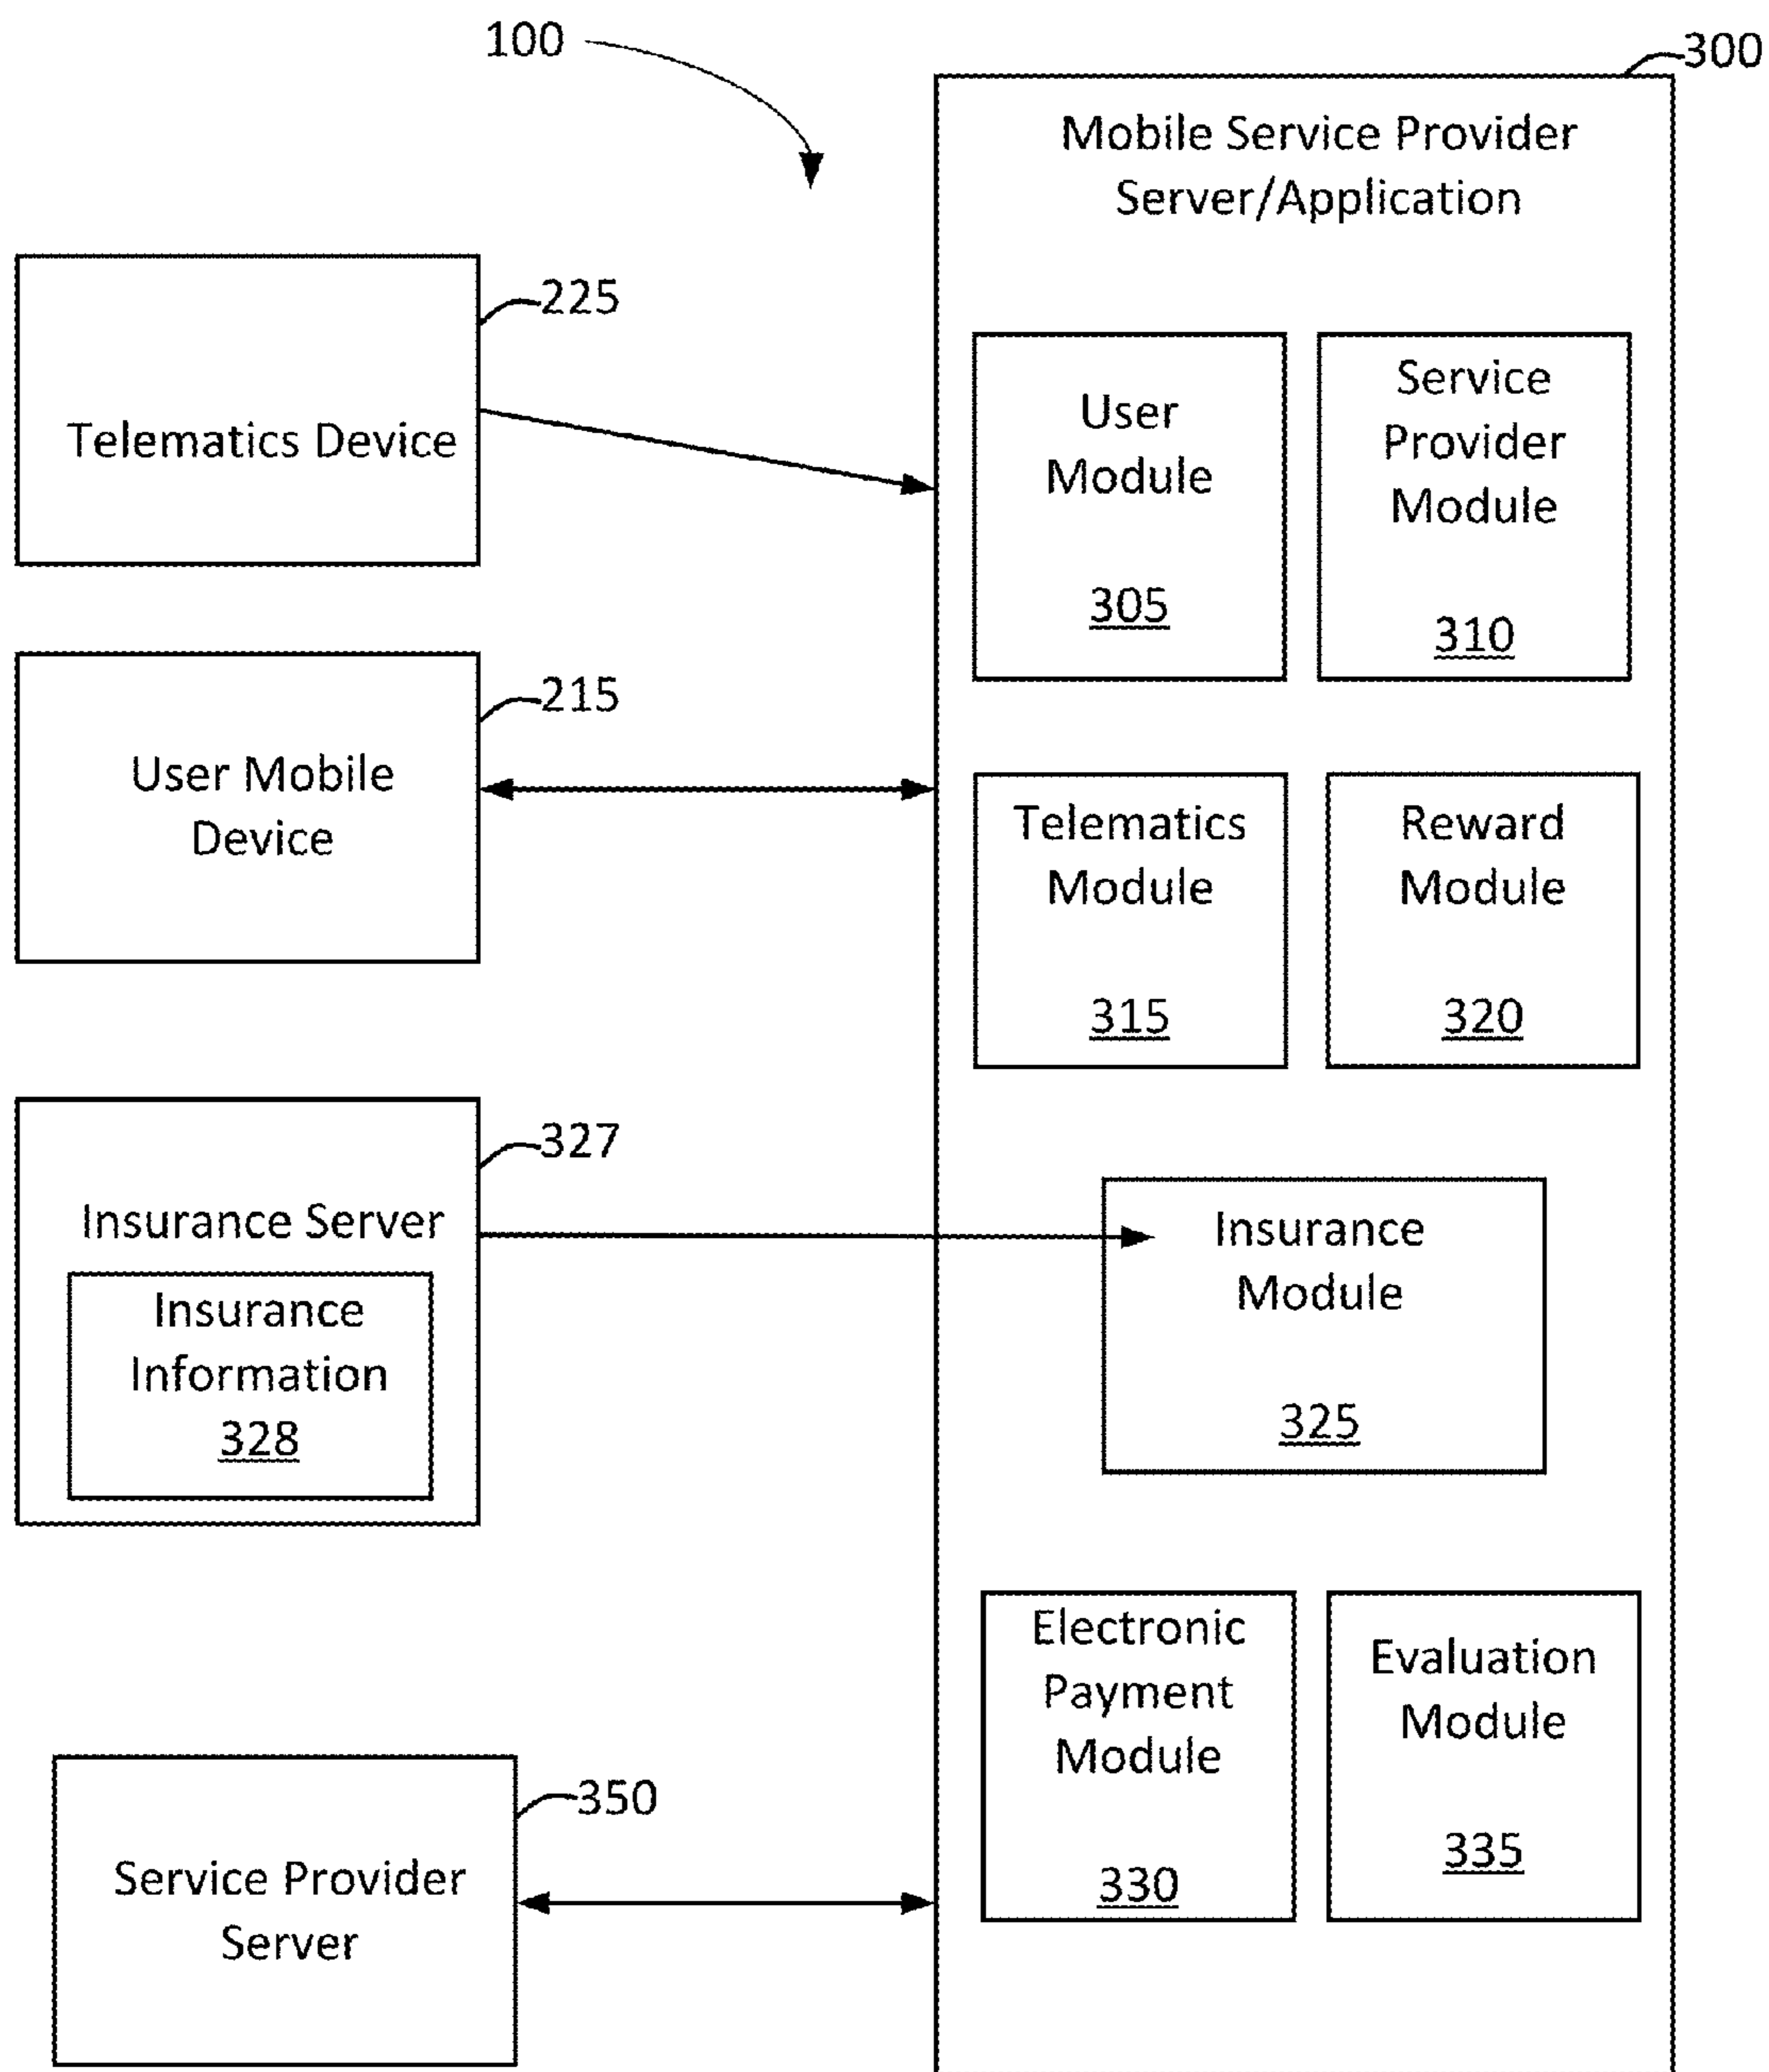 100
300
Mobile Service Provider
Server/Application
225
Telematics Device
User
Module
305
Service
Provider
Module
310
215
User Mobile
Device
Telematics
Module
315
Reward
Module
320
327
Insurance Server
Insurance
Information
328
Insurance
Module
325
Electronic
Payment
Module
330
Evaluation
Module
335
350
Service Provider
Server